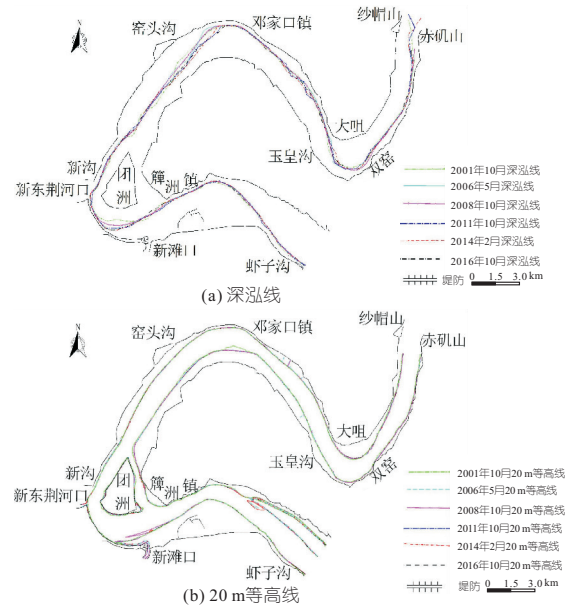 纱帽山
窑头沟
邓家口镇
赤矶山
大咀
玉皇沟
双窑
新沟
团洲
簰洲镇
新东荆河口
新滩口
虾子沟
2001年10月深泓线
2006年5月深泓线
2008年10月深泓线
2011年10月深泓线
2014年2月深泓线
2016年10月深泓线
堤防 0 1.5 3.0 km
(a) 深泓线
纱帽山
窑头沟
邓家口镇
赤矶山
大咀
玉皇沟
双窑
新沟
团洲
簰洲镇
新东荆河口
新滩口
虾子沟
2001年10月20 m等高线
2006年5月20 m等高线
2008年10月20 m等高线
2011年10月20 m等高线
2014年2月20 m等高线
2016年10月20 m等高线
堤防 0 1.5 3.0 km
(b) 20 m等高线